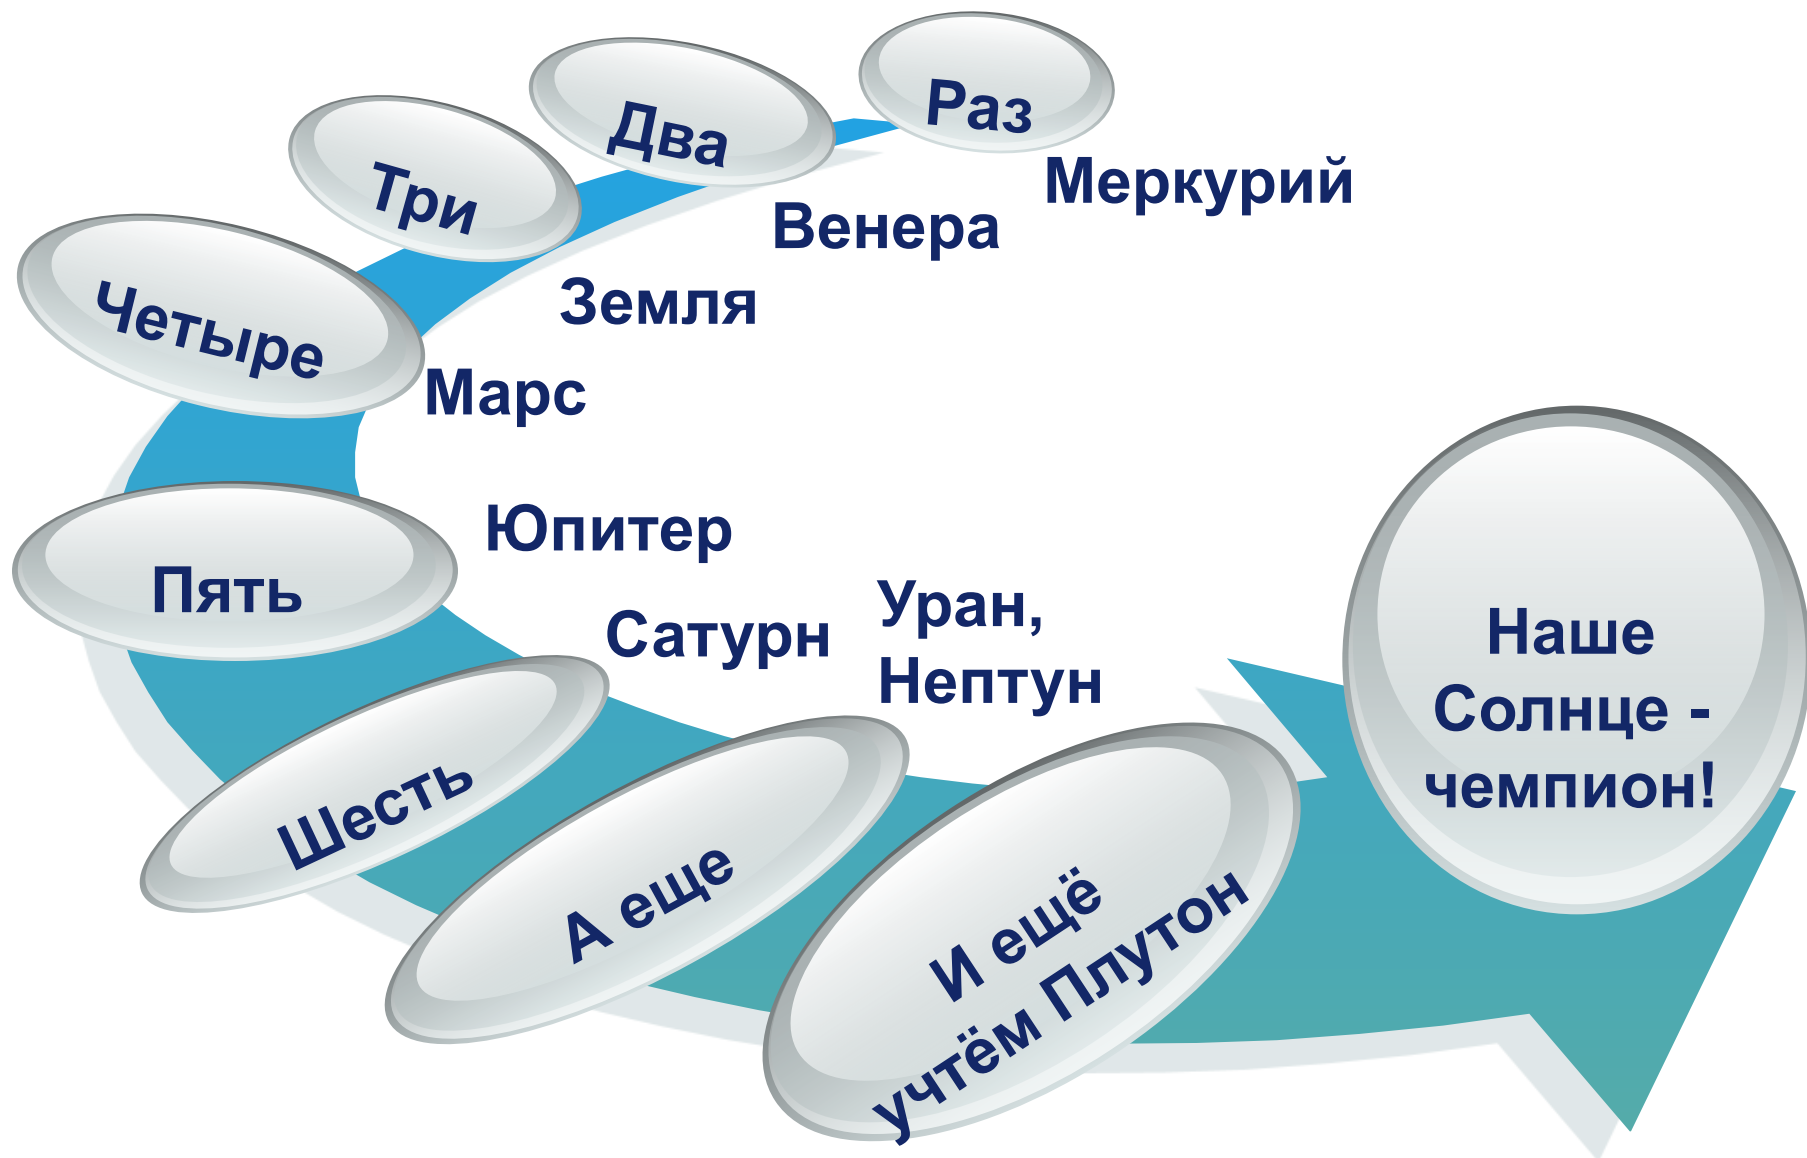 Раз
Меркурий
Два
Венера
Три
Земля
Четыре
Марс
Пять
Юпитер
Шесть
Сатурн
А еще
Уран,
Нептун
И ещё
учтём Плутон
Наше
Солнце -
чемпион!